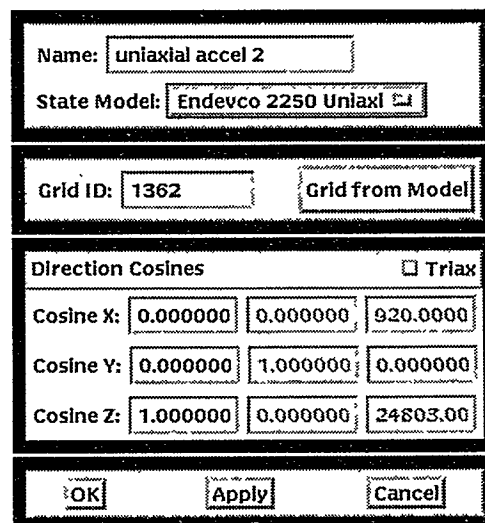 Name: uniaxial accel 2
State Model: Endevco 2250 Uniaxl
Grid ID: 1362 Grid from Model
Direction Cosines Triax
Cosine X: 0.000000 0.000000 920.0000
Cosine Y: 0.000000 1.000000 0.000000
Cosine Z: 1.000000 0.000000 24803.00
OK Apply Cancel